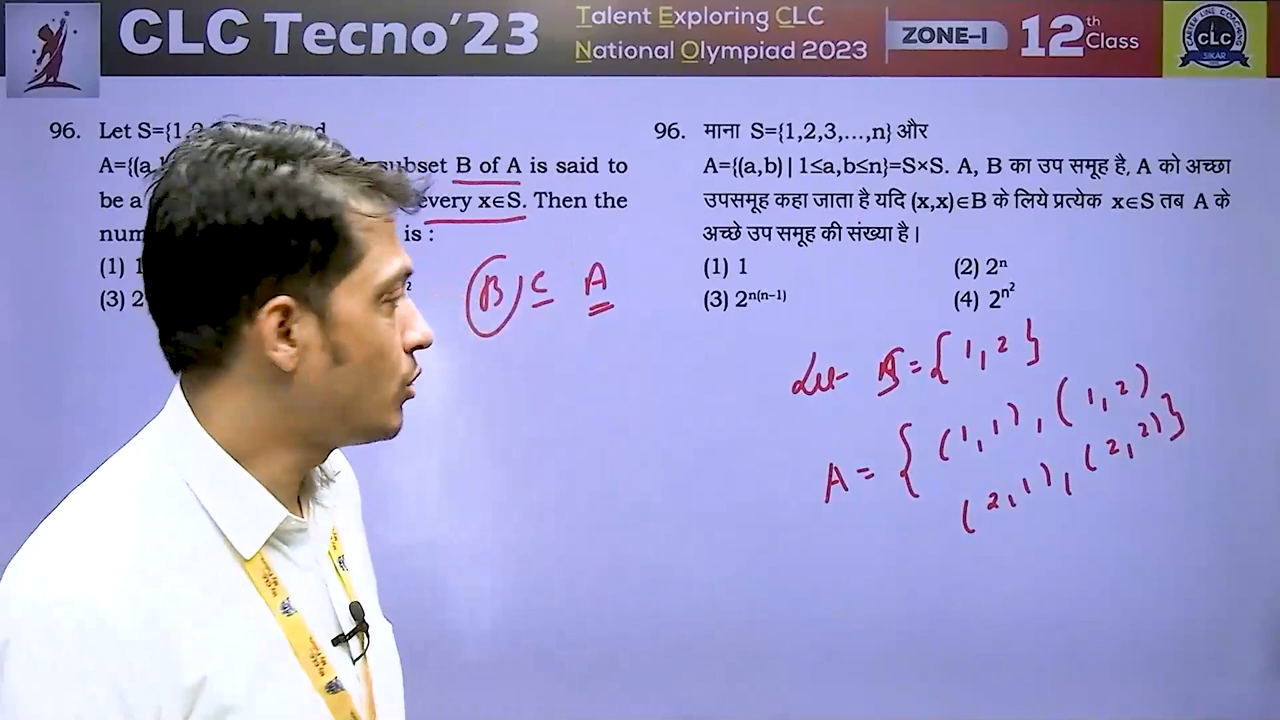 CLC Tecno'23
Talent Exploring CLC
National Olympiad 2023
ZONE-I
12th Class
CLC
SIKAR
96. Let S={1,2,
A={(a, subset B of A is said to
be a every x∈S. Then the
is :
(1) 1
(3) 2
B ⊆ A
96. माना S={1,2,3,...,n} और
A={(a,b) | 1≤a,b≤n}=S×S. A, B का उप समूह है, A को अच्छा
उपसमूह कहा जाता है यदि (x,x)∈B के लिये प्रत्येक x∈S तब A के
अच्छे उप समूह की संख्या है।
(1) 1 (2) 2ⁿ
(3) 2ⁿ⁽ⁿ⁻¹⁾ (4) 2^n²
Let = {1,2}
A = { (1,1), (1,2)
(2,1), (2,2)}